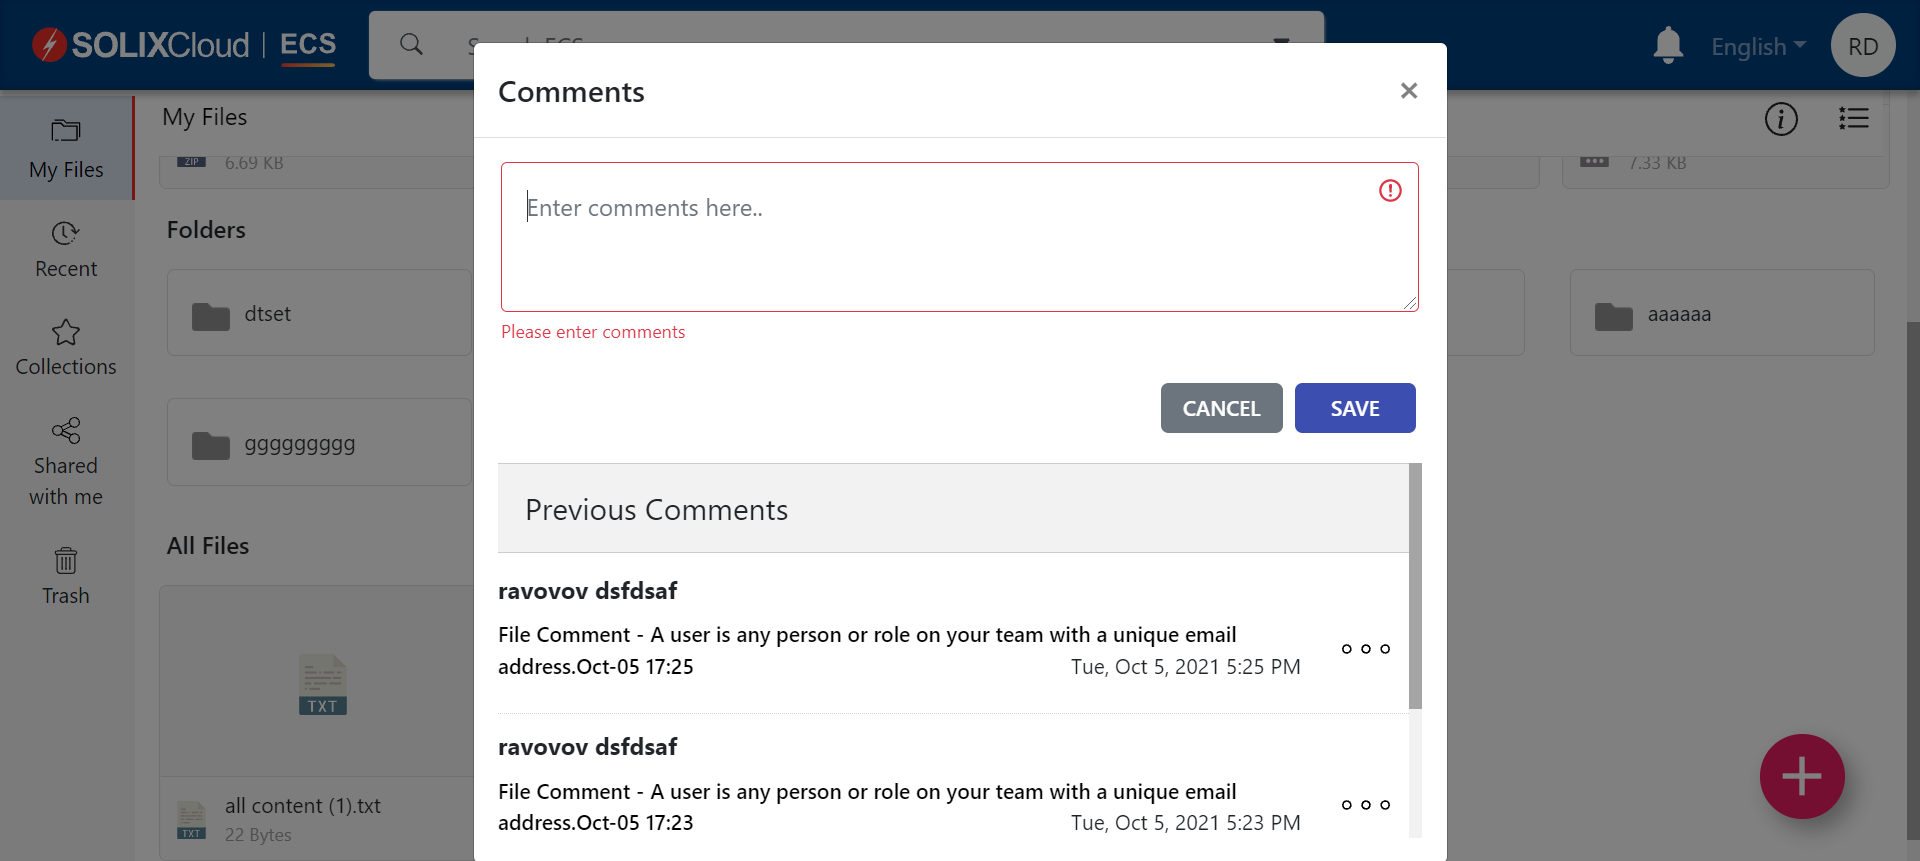 SOLIXCloud | ECS
Search ECS
English
RD
Comments
×
My Files
My Files
ZIP
6.69 KB
7.33 KB
Enter comments here..
Please enter comments
Folders
Recent
dtset
aaaaaa
Collections
CANCEL
SAVE
ggggggggg
Shared
with me
Previous Comments
All Files
Trash
ravovov dsfdsaf
File Comment - A user is any person or role on your team with a unique email
address.Oct-05 17:25
Tue, Oct 5, 2021 5:25 PM
TXT
ravovov dsfdsaf
File Comment - A user is any person or role on your team with a unique email
address.Oct-05 17:23
Tue, Oct 5, 2021 5:23 PM
all content (1).txt
TXT
22 Bytes